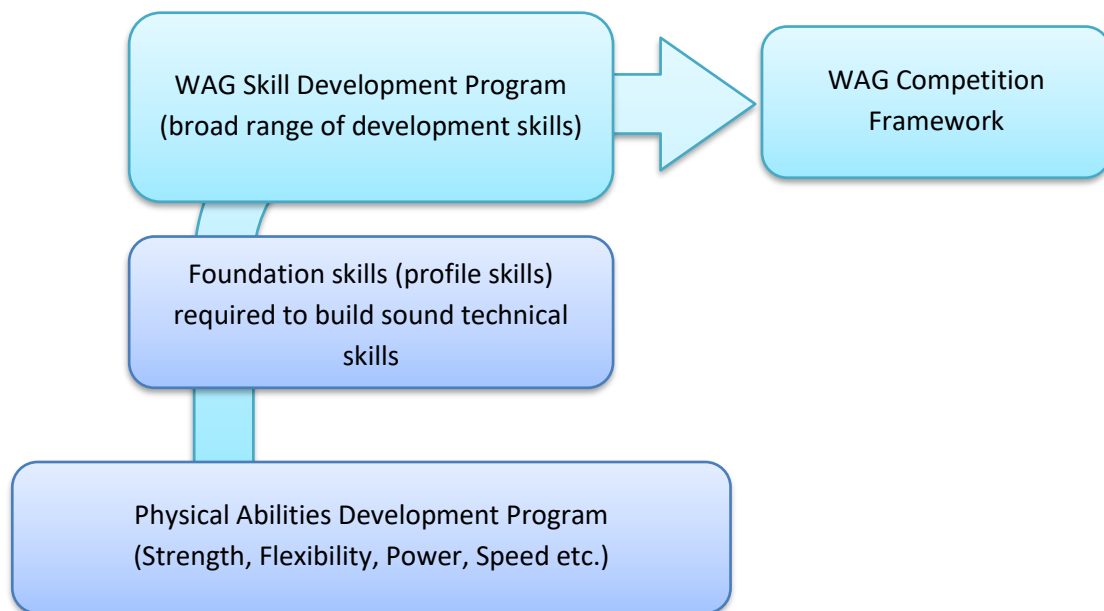 WAG Skill Development Program
(broad range of development skills)
WAG Competition
Framework
Foundation skills (profile skills)
required to build sound technical
skills
Physical Abilities Development Program
(Strength, Flexibility, Power, Speed etc.)